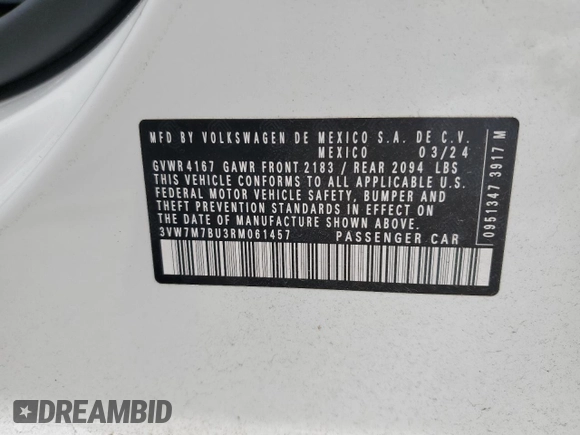 MFD BY VOLKSWAGEN DE MEXICO S.A. DE C.V.
MEXICO 03/24
GVWR 4167 GAWR FRONT 2183 / REAR 2094 LBS
THIS VEHICLE CONFORMS TO ALL APPLICABLE U.S.
FEDERAL MOTOR VEHICLE SAFETY, BUMPER AND
THEFT PREVENTION STANDARDS IN EFFECT ON
THE DATE OF MANUFACTURE SHOWN ABOVE.
3VW7M7BU3RM061457 PASSENGER CAR
0951347 3917 M
DREAMBID